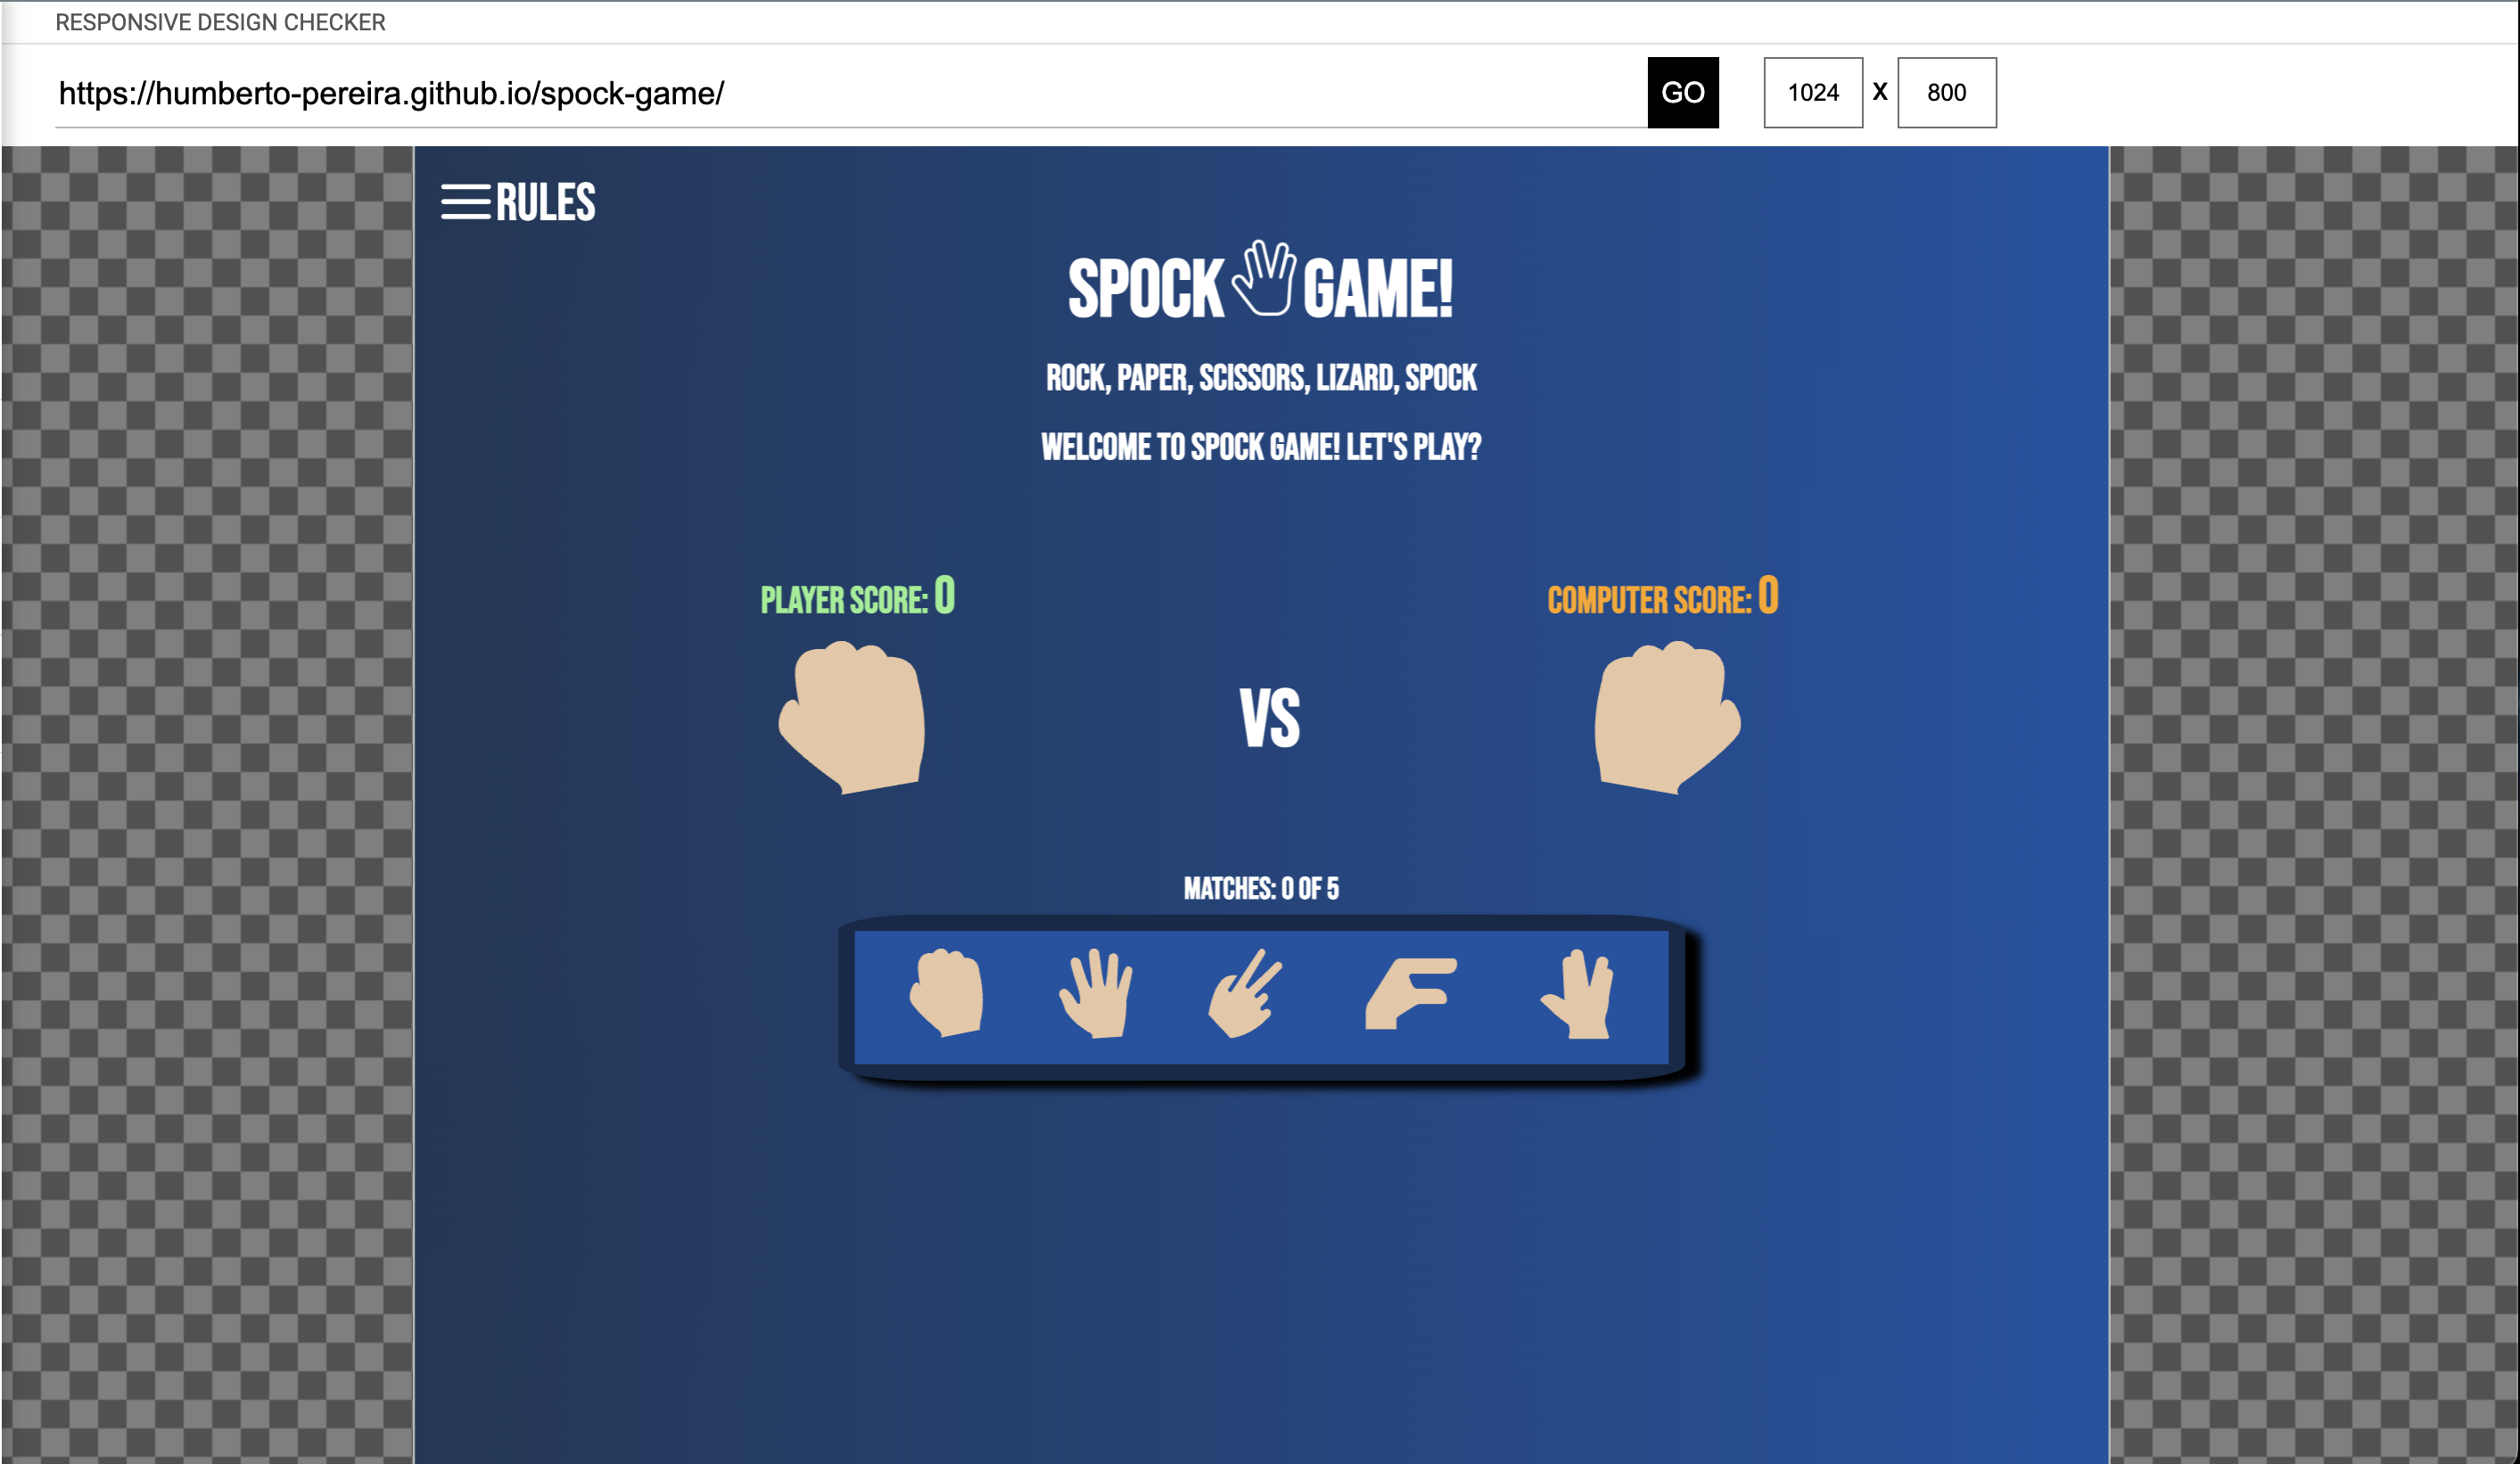 RESPONSIVE DESIGN CHECKER
https://humberto-pereira.github.io/spock-game/ GO 1024 X 800
RULES
SPOCK GAME!
ROCK, PAPER, SCISSORS, LIZARD, SPOCK
WELCOME TO SPOCK GAME! LET'S PLAY?
PLAYER SCORE: 0 COMPUTER SCORE: 0
VS
MATCHES: 0 OF 5